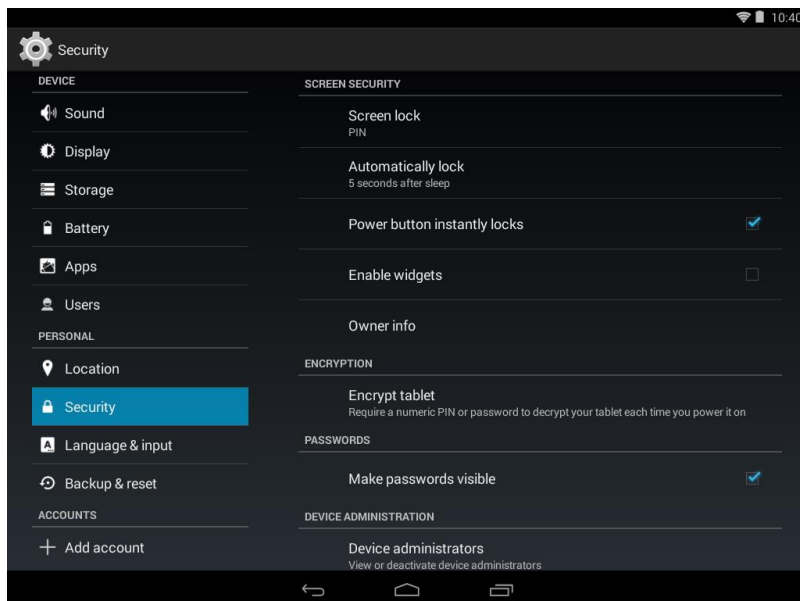 10:40
Security
DEVICE
Sound
Display
Storage
Battery
Apps
Users
PERSONAL
Location
Security
Language & input
Backup & reset
ACCOUNTS
Add account
SCREEN SECURITY
Screen lock
PIN
Automatically lock
5 seconds after sleep
Power button instantly locks
Enable widgets
Owner info
ENCRYPTION
Encrypt tablet
Require a numeric PIN or password to decrypt your tablet each time you power it on
PASSWORDS
Make passwords visible
DEVICE ADMINISTRATION
Device administrators
View or deactivate device administrators